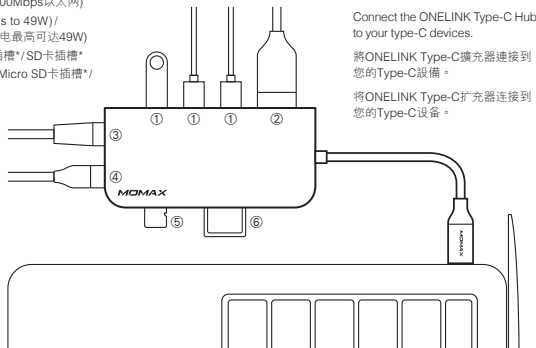 00Mbps以太网)
s to 49W)/
电最高可达49W)
插槽*/SD卡插槽*
Micro SD卡插槽*/
Connect the ONELINK Type-C Hub
to your type-C devices.
將ONELINK Type-C擴充器連接到
您的Type-C設備。
将ONELINK Type-C扩充器连接到
您的Type-C设备。
① ① ① ②
③
④
MOMAX
⑤ ⑥
MOMAX